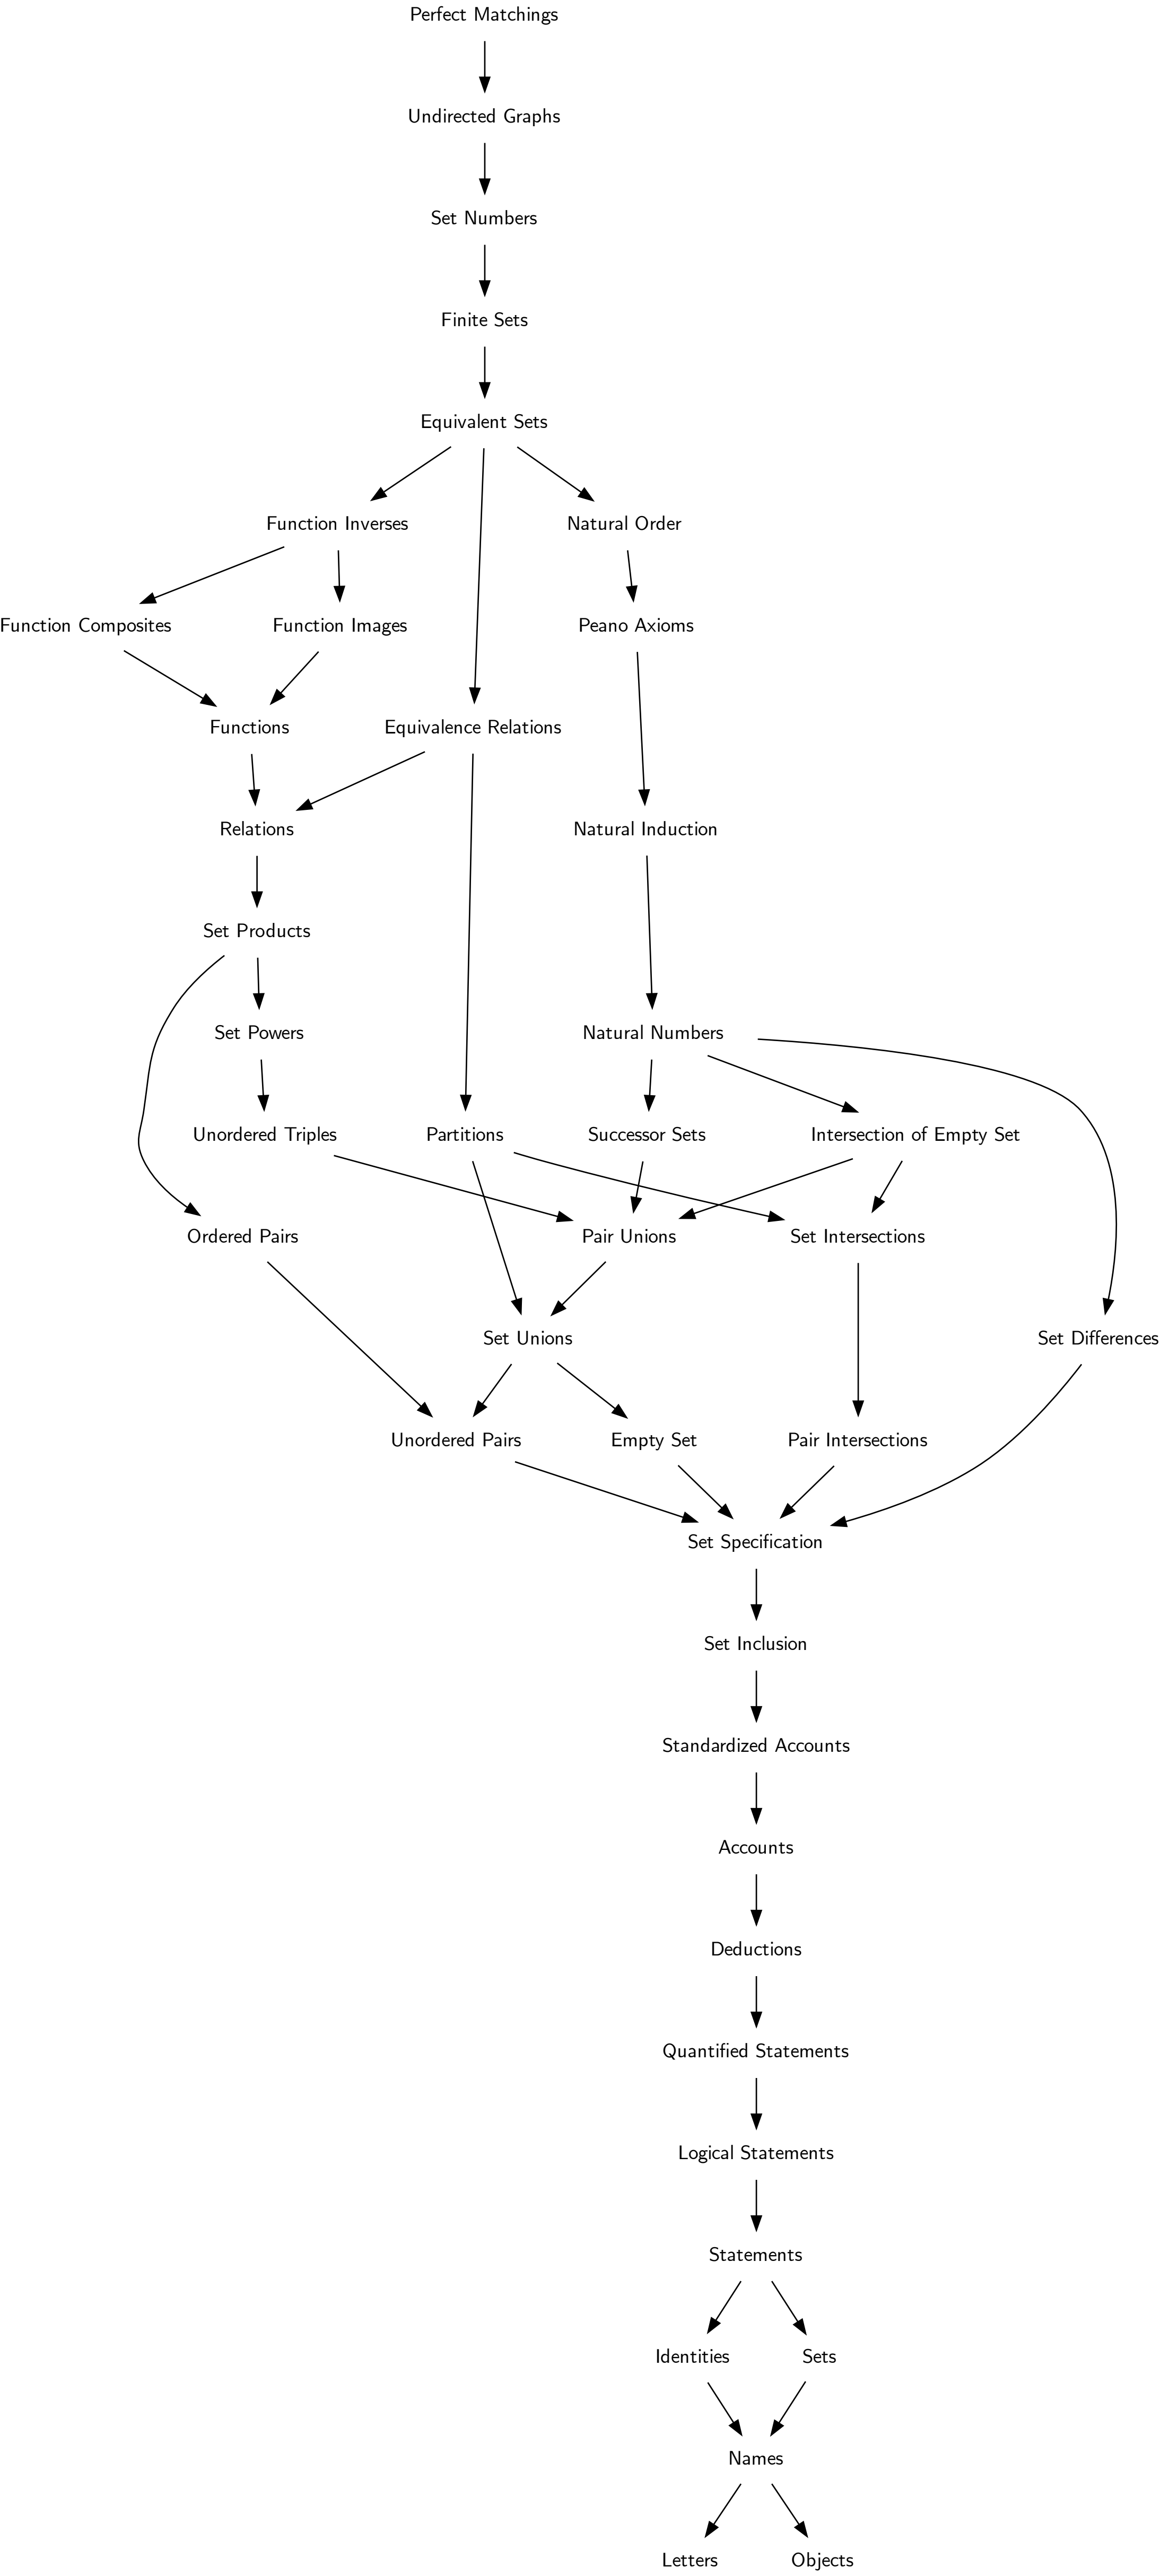 Perfect Matchings
Undirected Graphs
Set Numbers
Finite Sets
Equivalent Sets
Function Inverses
Natural Order
Function Composites
Function Images
Peano Axioms
Functions
Equivalence Relations
Relations
Natural Induction
Set Products
Set Powers
Natural Numbers
Unordered Triples
Partitions
Successor Sets
Intersection of Empty Set
Ordered Pairs
Pair Unions
Set Intersections
Set Unions
Set Differences
Unordered Pairs
Empty Set
Pair Intersections
Set Specification
Set Inclusion
Standardized Accounts
Accounts
Deductions
Quantified Statements
Logical Statements
Statements
Identities
Sets
Names
Letters
Objects